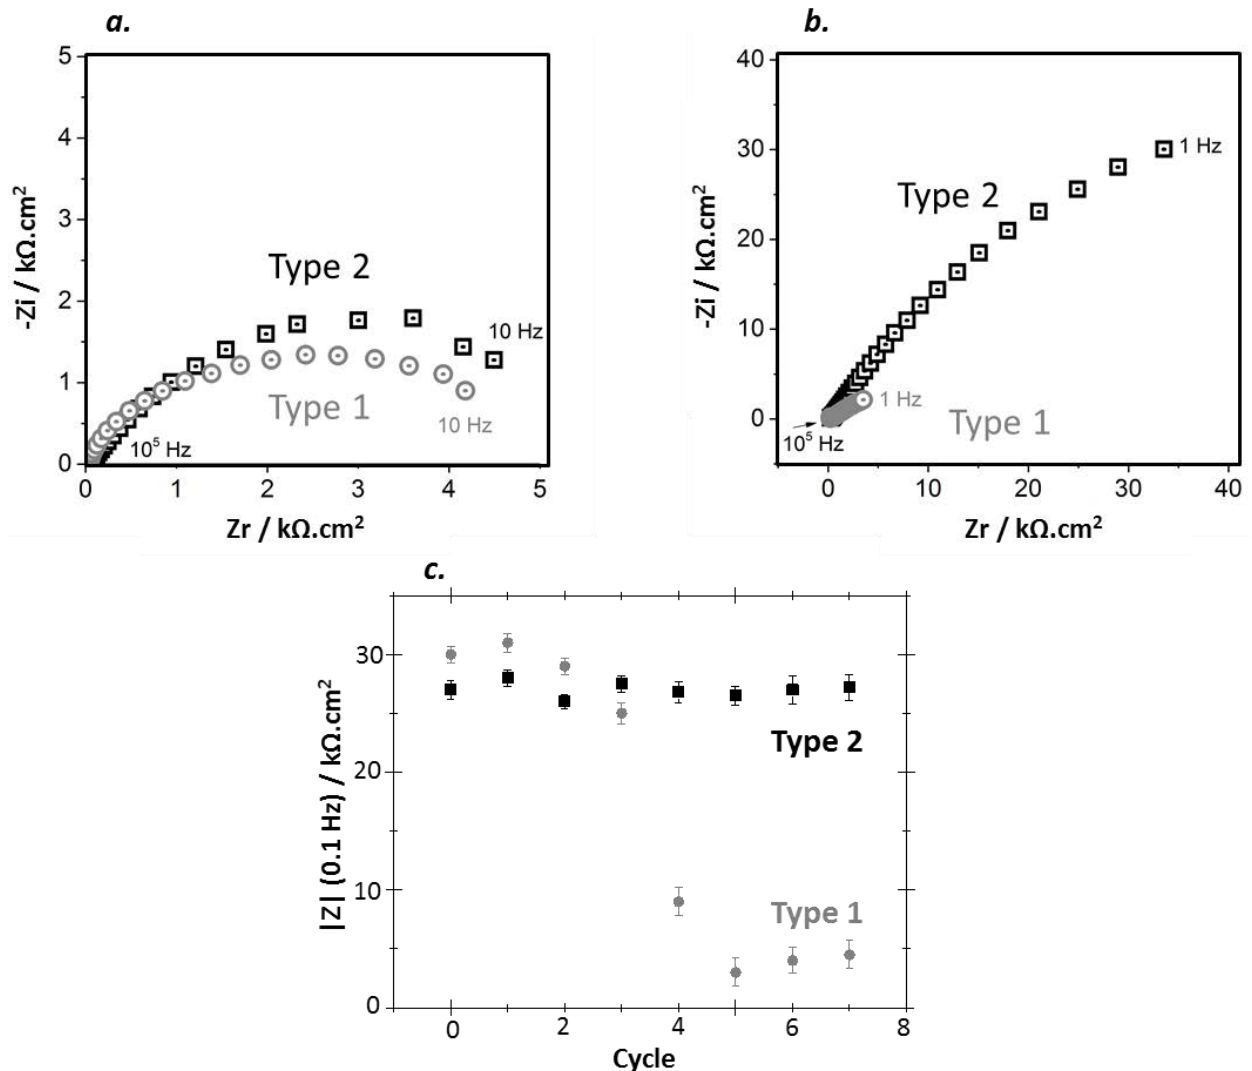 a.
5
4
3
2
1
0
-Zi / kΩ.cm²
Type 2
10 Hz
Type 1
10 Hz
10⁵ Hz
0 1 2 3 4 5
Zr / kΩ.cm²
b.
40
30
20
10
0
-Zi / kΩ.cm²
1 Hz
Type 2
1 Hz
Type 1
10⁵ Hz
0 10 20 30 40
Zr / kΩ.cm²
c.
30
20
10
0
|Z| (0.1 Hz) / kΩ.cm²
Type 2
Type 1
0 2 4 6 8
Cycle